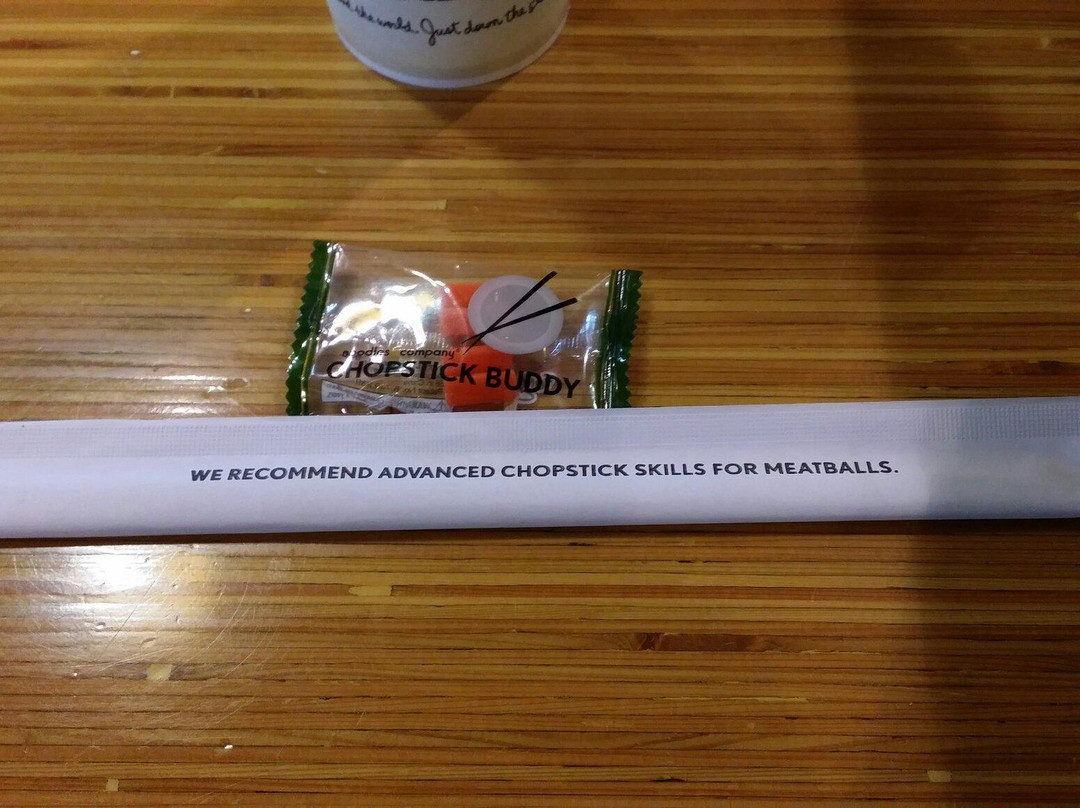 the world. Just down the
noodles company
CHOPSTICK BUDDY
WE RECOMMEND ADVANCED CHOPSTICK SKILLS FOR MEATBALLS.